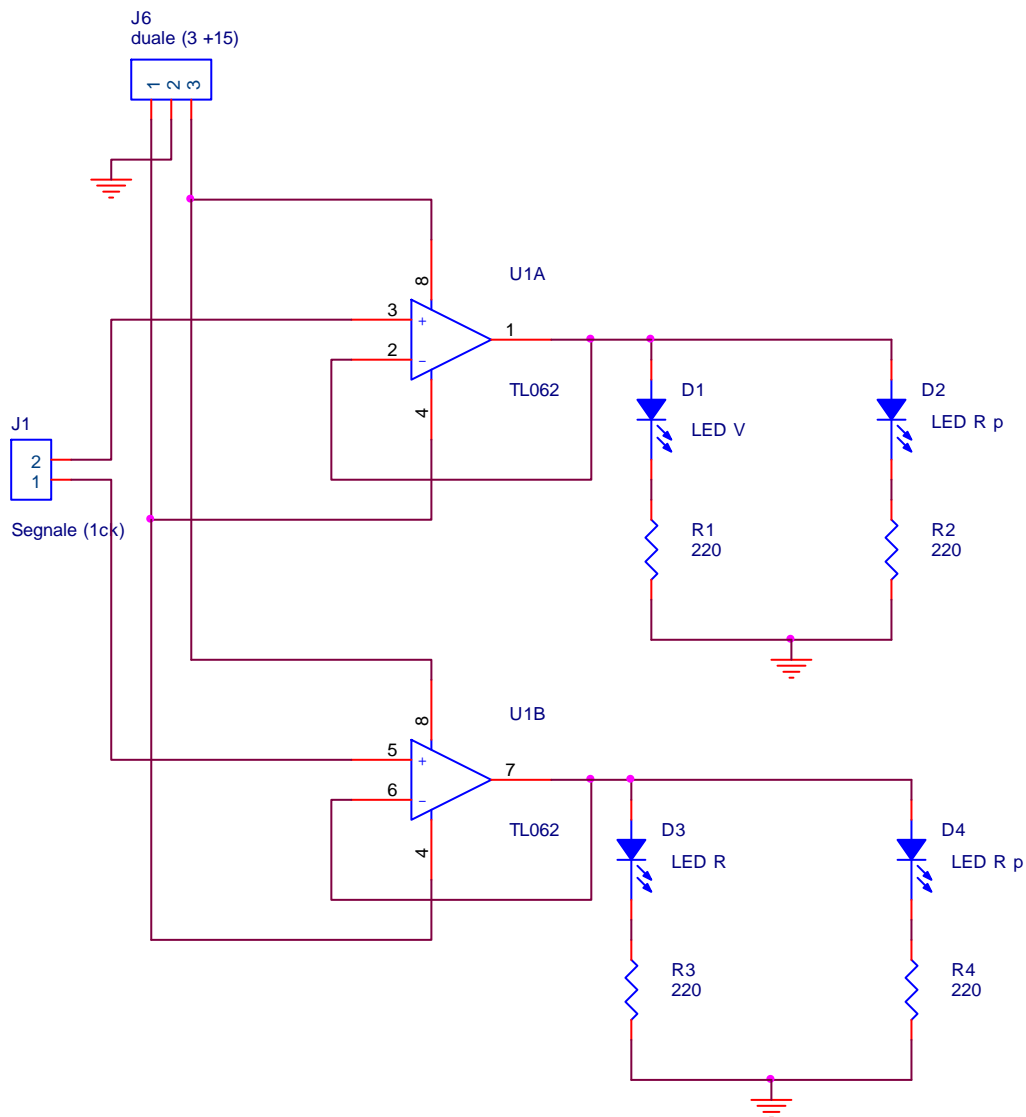 J6
duale (3 +15)
1 2 3
8
U1A
3
+
1
2
-
TL062
4
D1
LED V
D2
LED R p
J1
2
1
Segnale (1ck)
R1
220
R2
220
8
U1B
5
+
7
6
-
TL062
4
D3
LED R
D4
LED R p
R3
220
R4
220